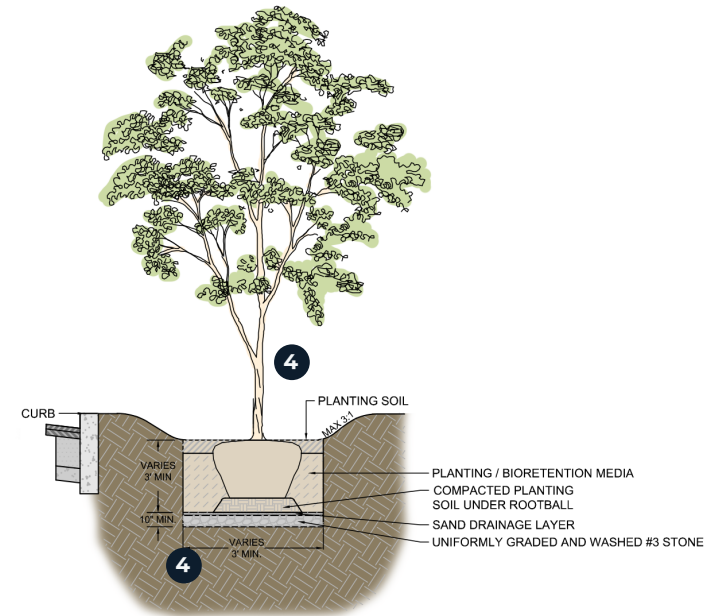 4
PLANTING SOIL
CURB
MAX 3:1
VARIES
3' MIN
PLANTING / BIORETENTION MEDIA
COMPACTED PLANTING
SOIL UNDER ROOTBALL
10" MIN.
SAND DRAINAGE LAYER
UNIFORMLY GRADED AND WASHED #3 STONE
VARIES
3' MIN.
4